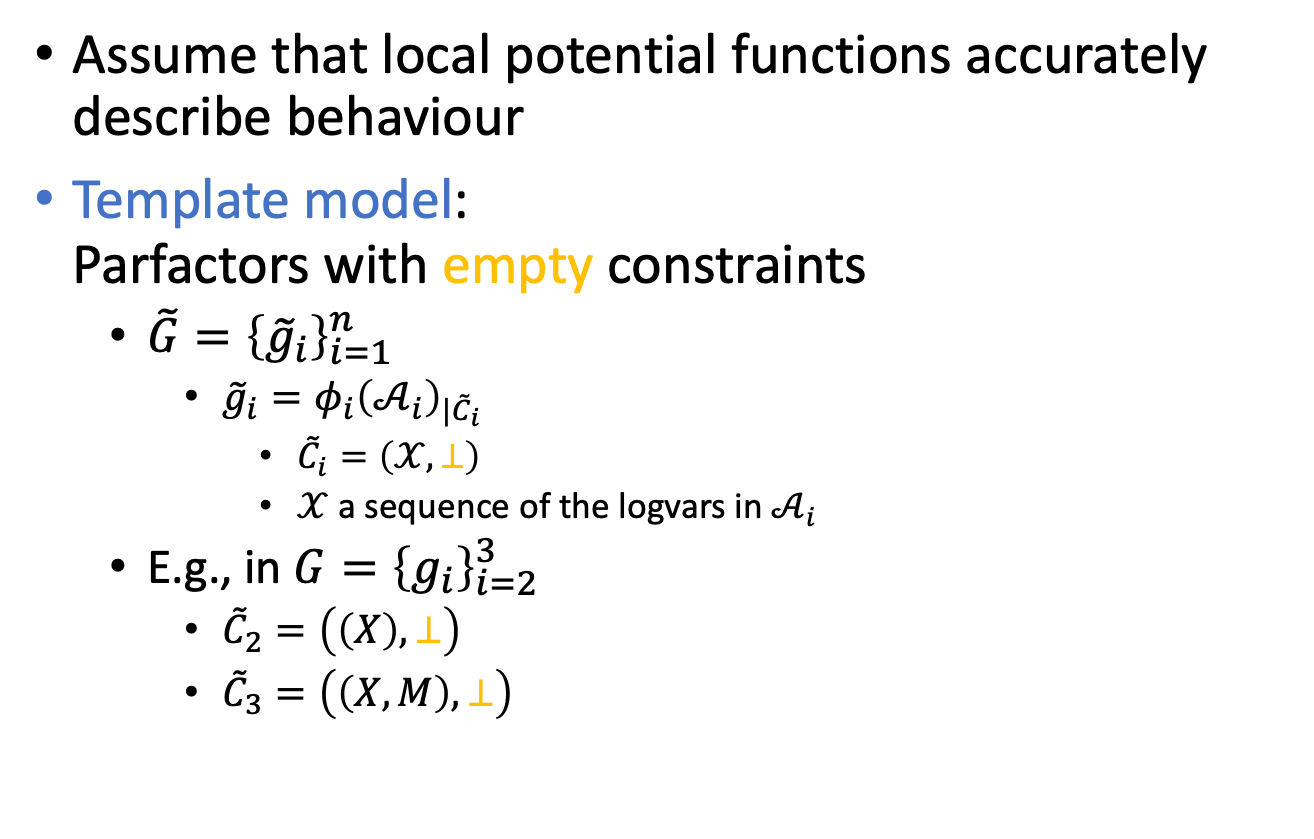 • Assume that local potential functions accurately
describe behaviour
• Template model:
Parfactors with empty constraints
• G̃ = {g̃ᵢ}ⁿᵢ₌₁
• g̃ᵢ = ϕᵢ(𝒜ᵢ)|C̃ᵢ
• C̃ᵢ = (𝒳, ⊥)
• 𝒳 a sequence of the logvars in 𝒜ᵢ
• E.g., in G = {gᵢ}³ᵢ₌₂
• C̃₂ = ((X), ⊥)
• C̃₃ = ((X, M), ⊥)